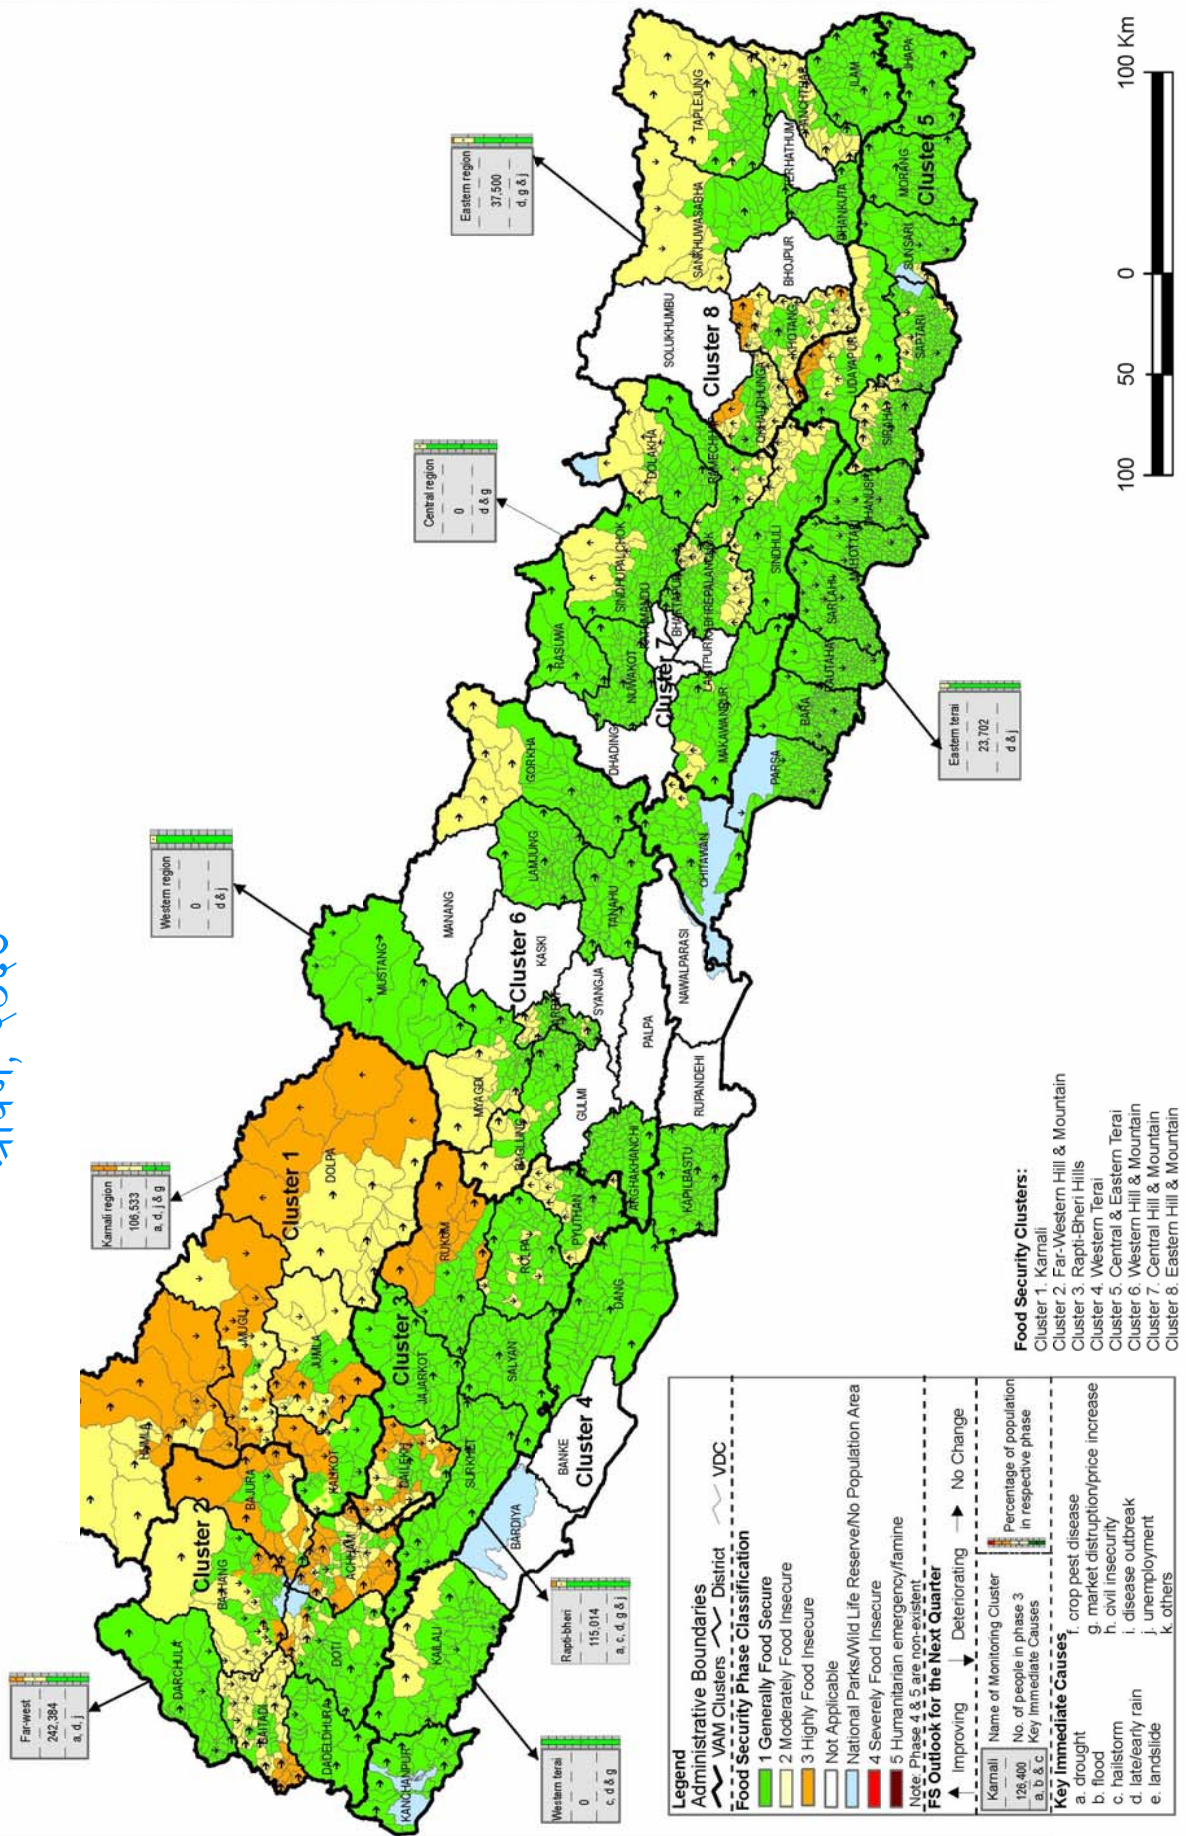 श्रावण, २०६७
Far-west
242,384
a, d, j
Karnali region
106,533
a, d, j & g
Western region
0
d & j
Central region
0
d & g
Eastern region
37,500
d, g & j
Western terai
0
c, d & g
Rapti-bheri
115,014
a, c, d, g & j
Eastern terai
23,702
d & j
Cluster 1
Cluster 2
Cluster 3
Cluster 4
Cluster 5
Cluster 6
Cluster 7
Cluster 8
DARCHULA
BAJHANG
HUMLA
BAJURA
MUGU
BAITADI
DADELDHURA
DOTI
ACHHAM
KALIKOT
JUMLA
DOLPA
KANCHANPUR
KAILALI
BARDIYA
BANKE
SURKHET
DAILEKH
JAJARKOT
RUKUM
SALYAN
ROLPA
DANG
PYUTHAN
BAGLUNG
MYAGDI
MUSTANG
MANANG
KASKI
PARBAT
SYANGJA
GULMI
PALPA
ARGHAKHANCHI
KAPILBASTU
RUPANDEHI
NAWALPARASI
LAMJUNG
TANAHU
GORKHA
DHADING
CHITAWAN
RASUWA
NUWAKOT
SINDHUPALCHOK
KATHMANDU
BHAKTAPUR
LALITPUR
KABHREPALANCHOK
MAKAWANPUR
PARSA
BARA
RAUTAHAT
SARLAHI
MAHOTTARI
DHANUSHA
SINDHULI
RAMECHHAP
DOLAKHA
SOLUKHUMBU
OKHALDHUNGA
KHOTANG
UDAYAPUR
SIRAHA
SAPTARI
SUNSARI
MORANG
JHAPA
ILAM
DHANKUTA
BHOJPUR
TERHATHUM
PANCHTHAR
SANKHUWASABHA
TAPLEJUNG
100 50 0 100 Km
Legend
Administrative Boundaries
VAM Clusters District VDC
Food Security Phase Classification
1 Generally Food Secure
2 Moderately Food Insecure
3 Highly Food Insecure
Not Applicable
National Parks/Wild Life Reserve/No Population Area
4 Severely Food Insecure
5 Humanitarian emergency/famine
Note: Phase 4 & 5 are non-existent
FS Outlook for the Next Quarter
Improving Deteriorating No Change
Karnali
126,400
a, b & c
Name of Monitoring Cluster
No. of people in phase 3
Key Immediate Causes
Percentage of population
in respective phase
Key Immediate Causes
a. drought
b. flood
c. hailstorm
d. late/early rain
e. landslide
f. crop pest disease
g. market distruption/price increase
h. civil insecurity
i. disease outbreak
j. unemployment
k. others
Food Security Clusters:
Cluster 1. Karnali
Cluster 2. Far-Western Hill & Mountain
Cluster 3. Rapti-Bheri Hills
Cluster 4. Western Terai
Cluster 5. Central & Eastern Terai
Cluster 6. Western Hill & Mountain
Cluster 7. Central Hill & Mountain
Cluster 8. Eastern Hill & Mountain